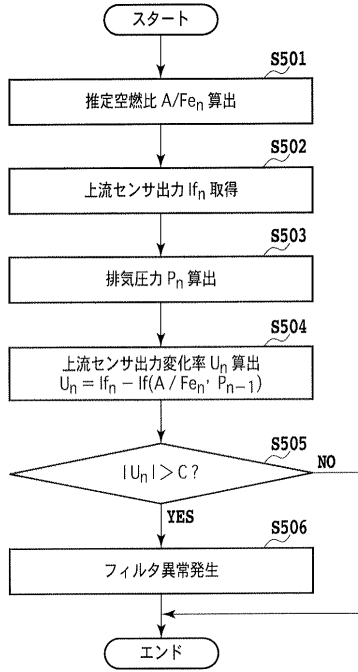 スタート
S501
推定空燃比 A/Fen 算出
S502
上流センサ出力 Ifn 取得
S503
排気圧力 Pn 算出
S504
上流センサ出力変化率 Un 算出
Un = Ifn − If(A / Fen, Pn−1)
S505
|Un| > C ?
NO
YES
S506
フィルタ異常発生
エンド